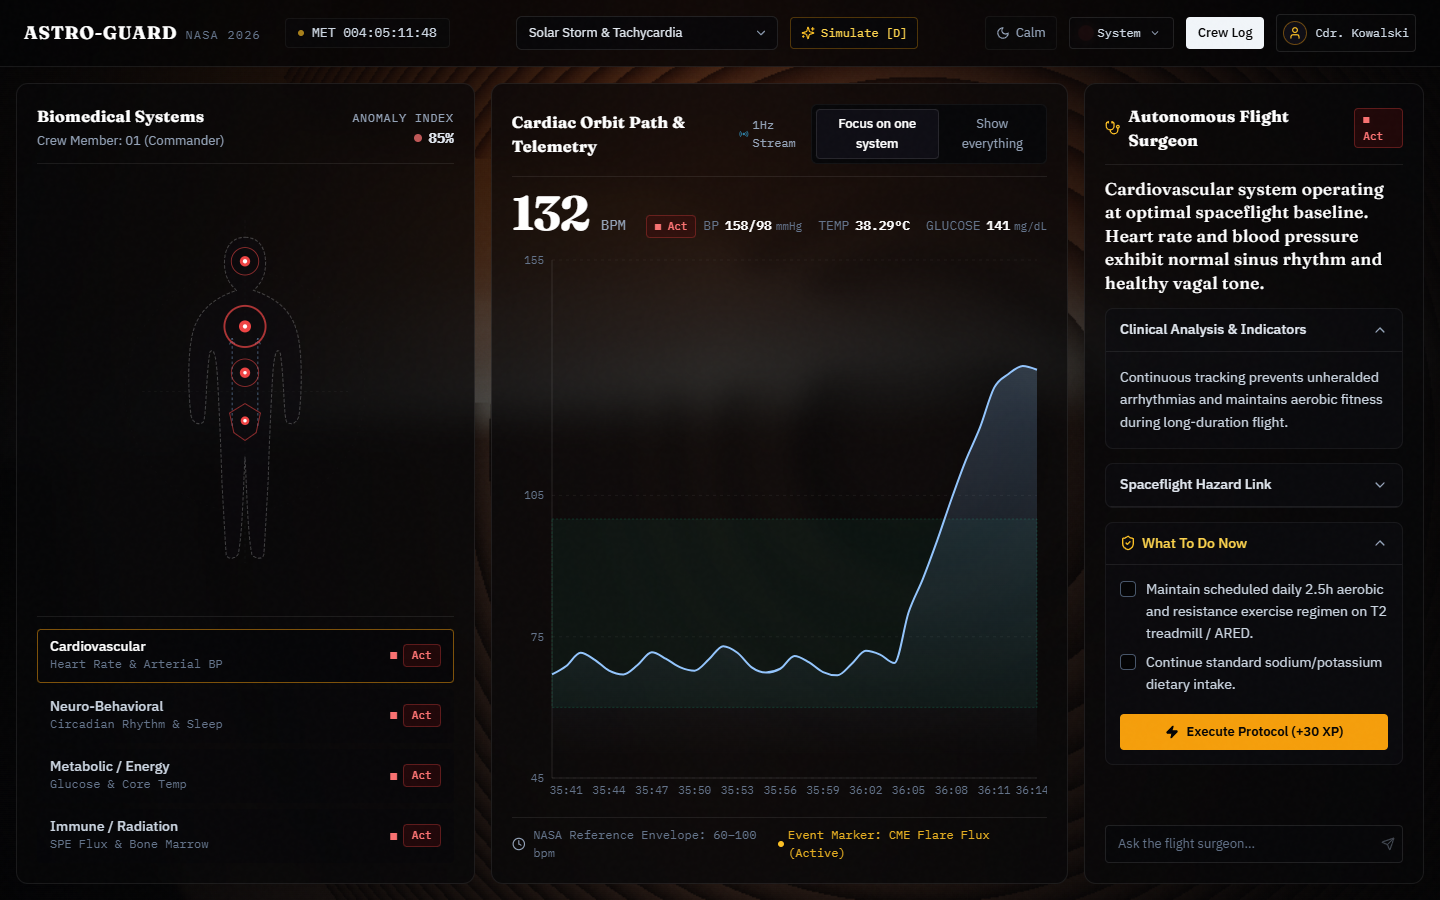 ASTRO-GUARD NASA 2026
MET 004:05:11:48
Solar Storm & Tachycardia
Simulate [D]
Calm
System
Crew Log
Cdr. Kowalski
Biomedical Systems
Crew Member: 01 (Commander)
ANOMALY INDEX
85%
Cardiovascular
Heart Rate & Arterial BP
Act
Neuro-Behavioral
Circadian Rhythm & Sleep
Act
Metabolic / Energy
Glucose & Core Temp
Act
Immune / Radiation
SPE Flux & Bone Marrow
Act
Cardiac Orbit Path &
Telemetry
1Hz
Stream
Focus on one
system
Show
everything
132 BPM
Act
BP 158/98 mmHg
TEMP 38.29°C
GLUCOSE 141 mg/dL
155
105
75
45
35:41 35:44 35:47 35:50 35:53 35:56 35:59 36:02 36:05 36:08 36:11 36:14
NASA Reference Envelope: 60–100
bpm
Event Marker: CME Flare Flux
(Active)
Autonomous Flight
Surgeon
Act
Cardiovascular system operating
at optimal spaceflight baseline.
Heart rate and blood pressure
exhibit normal sinus rhythm and
healthy vagal tone.
Clinical Analysis & Indicators
Continuous tracking prevents unheralded
arrhythmias and maintains aerobic fitness
during long-duration flight.
Spaceflight Hazard Link
What To Do Now
Maintain scheduled daily 2.5h aerobic
and resistance exercise regimen on T2
treadmill / ARED.
Continue standard sodium/potassium
dietary intake.
Execute Protocol (+30 XP)
Ask the flight surgeon...